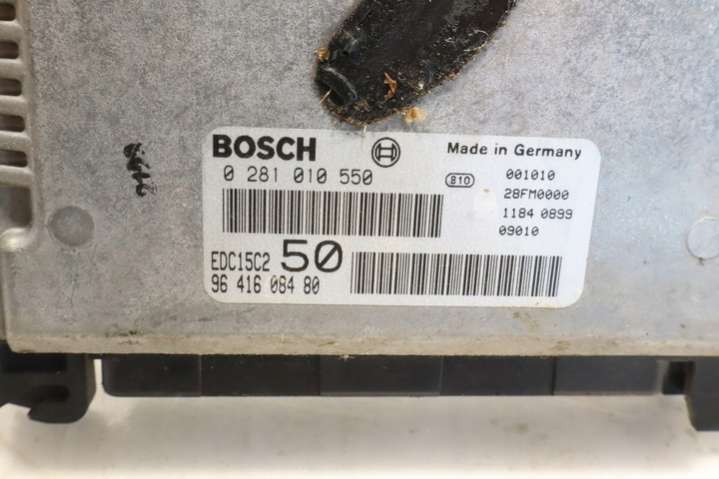 BOSCH
Made in Germany
0 281 010 550
B10
001010
28FM0000
1184 0899
09010
EDC15C2 50
96 416 084 80